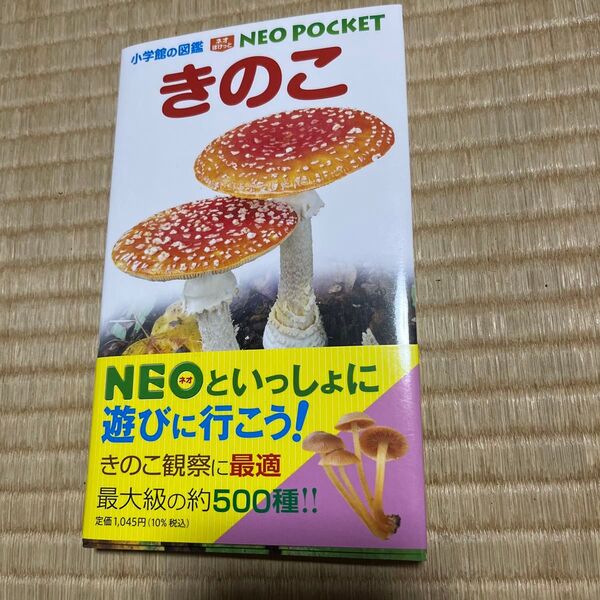 小学館の図鑑 ネオぽけっと NEO POCKET
きのこ
NEOネオといっしょに
遊びに行こう!
きのこ観察に最適
最大級の約500種!!
定価1,045円(10%税込)